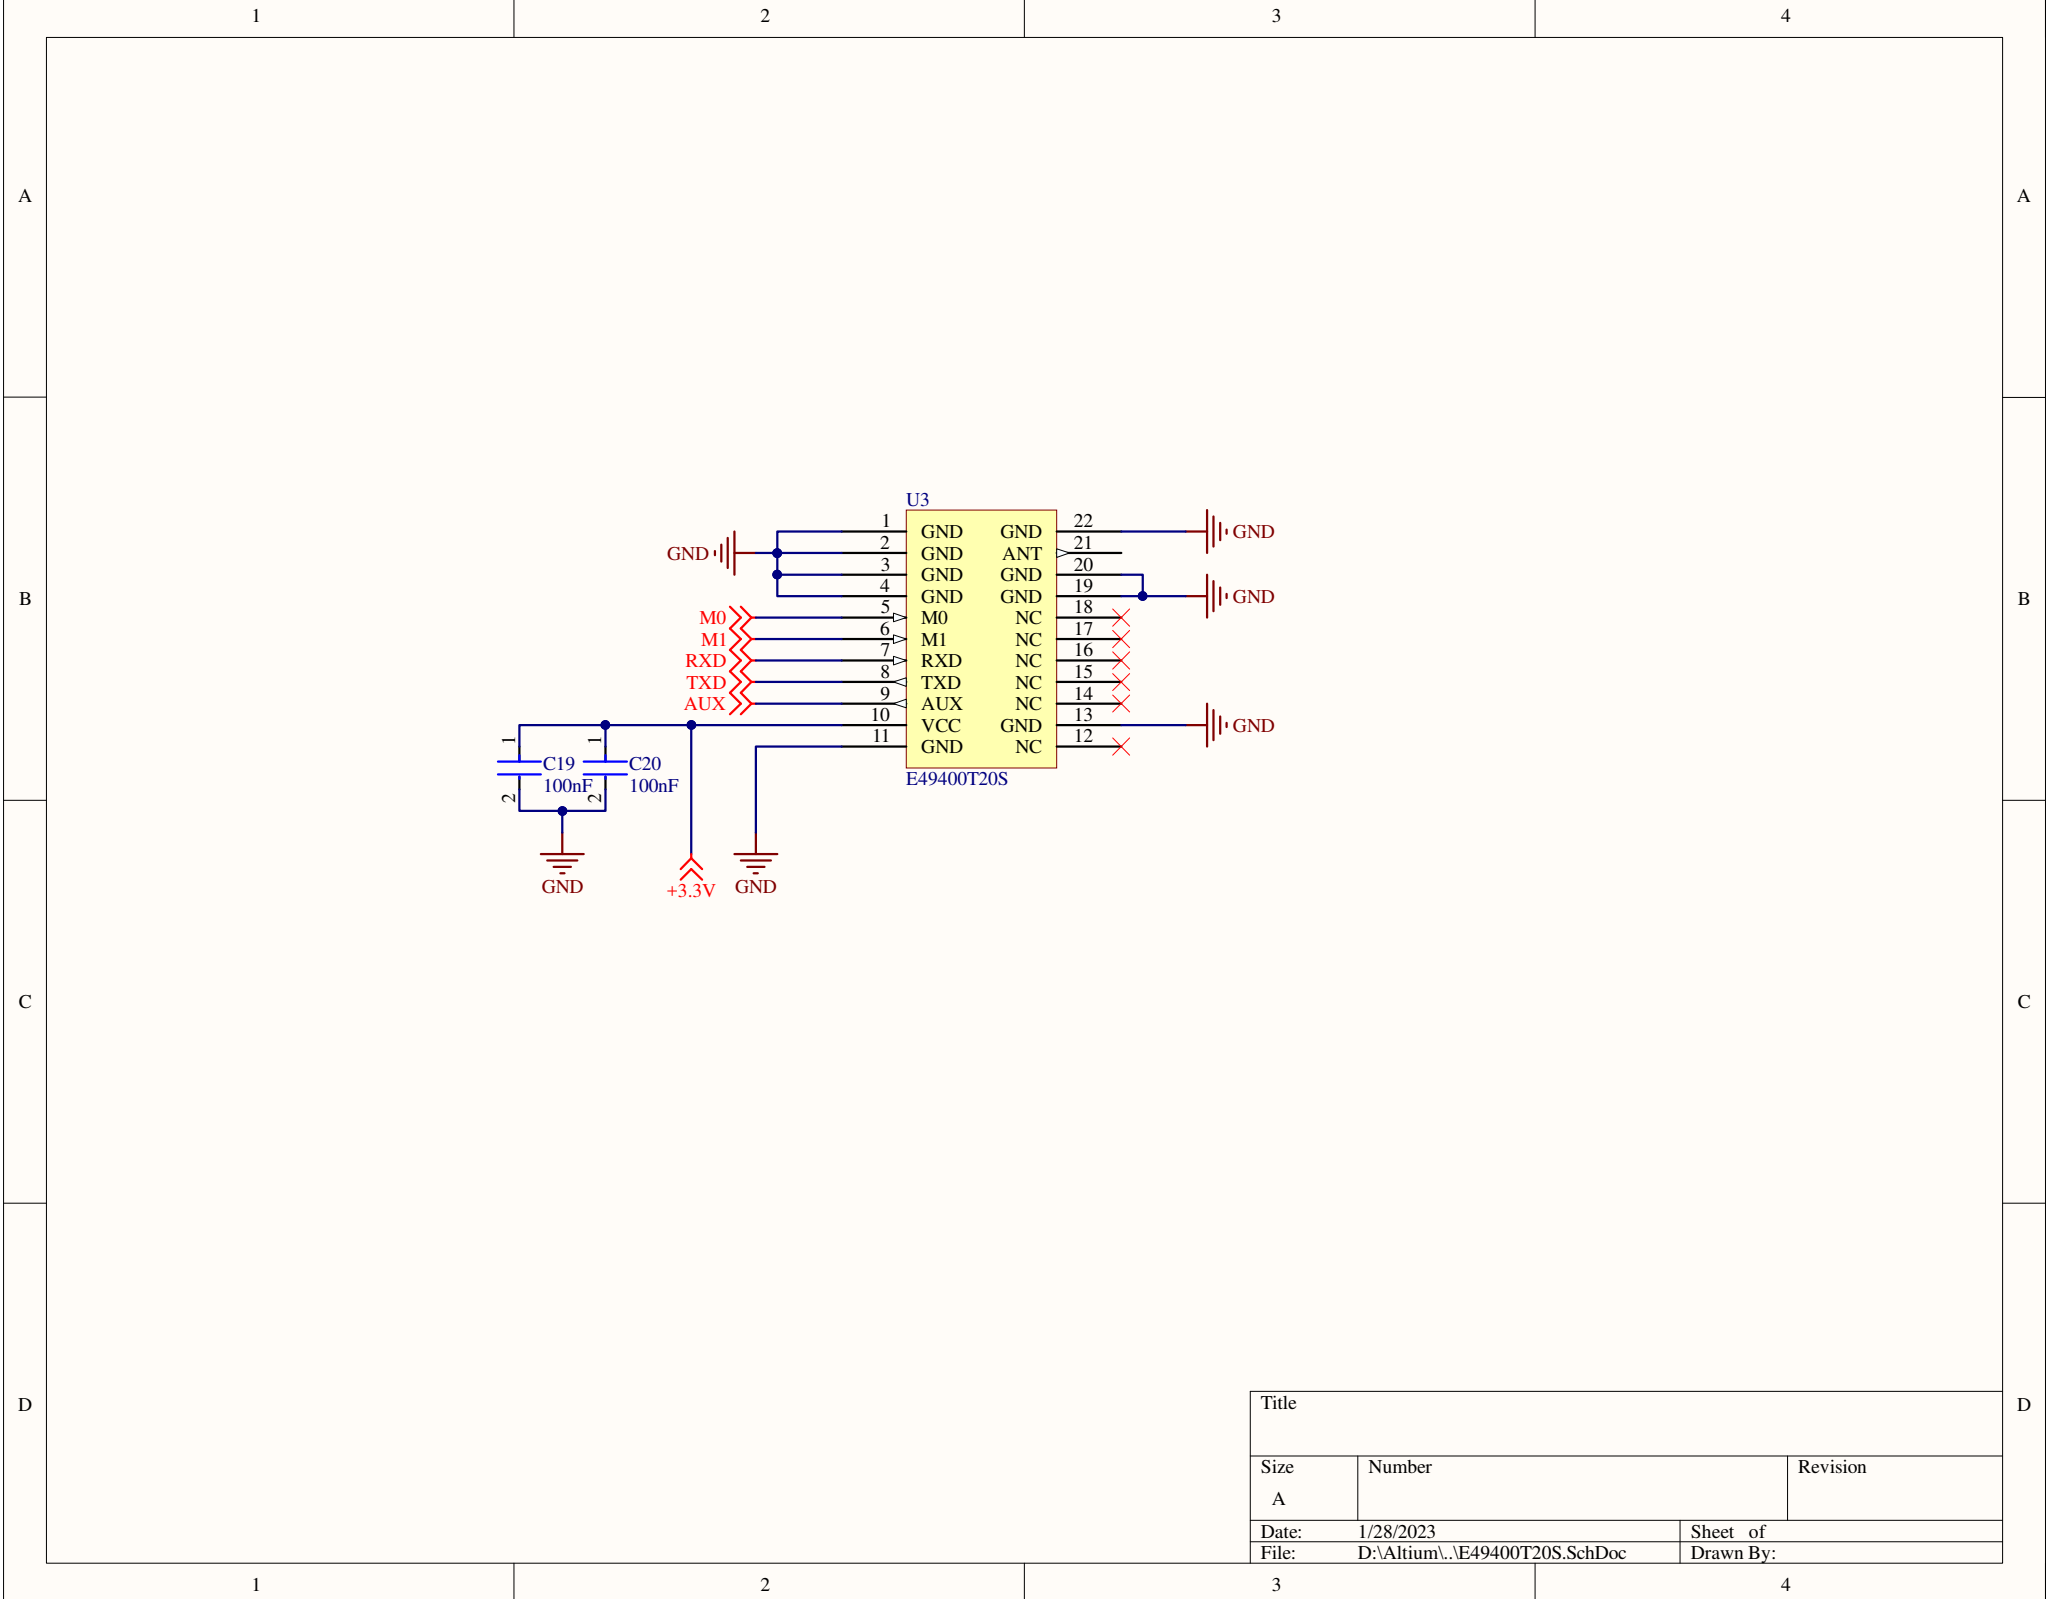 1 2 3 4
A A
B B
C C
D D
U3
GND
M0
M1
RXD
TXD
AUX
1 GND GND 22 GND
2 GND ANT 21
3 GND GND 20
4 GND GND 19 GND
5 M0 NC 18
6 M1 NC 17
7 RXD NC 16
8 TXD NC 15
9 AUX NC 14
10 VCC GND 13 GND
11 GND NC 12
E49400T20S
1 C19
100nF
2
1 C20
100nF
2
GND
+3.3V
GND
Title
Size Number Revision
A
Date: 1/28/2023 Sheet of
File: D:\Altium\..\E49400T20S.SchDoc Drawn By:
1 2 3 4